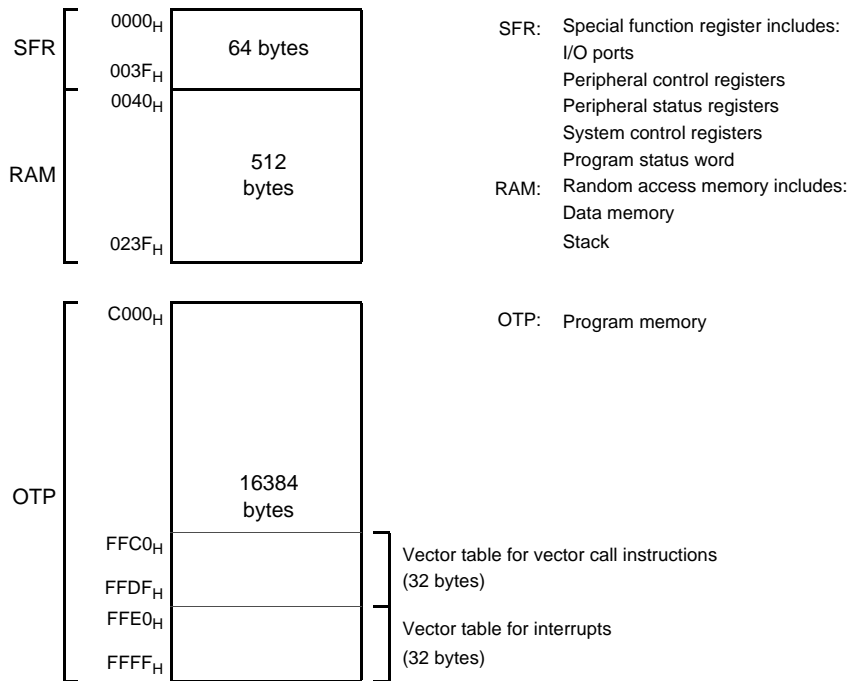 0000H
SFR
64 bytes
003FH
0040H
RAM
512
bytes
023FH
C000H
OTP
16384
bytes
FFC0H
FFDFH
FFE0H
FFFFH
Vector table for vector call instructions
(32 bytes)
Vector table for interrupts
(32 bytes)
SFR: Special function register includes:
I/O ports
Peripheral control registers
Peripheral status registers
System control registers
Program status word
RAM: Random access memory includes:
Data memory
Stack
OTP: Program memory